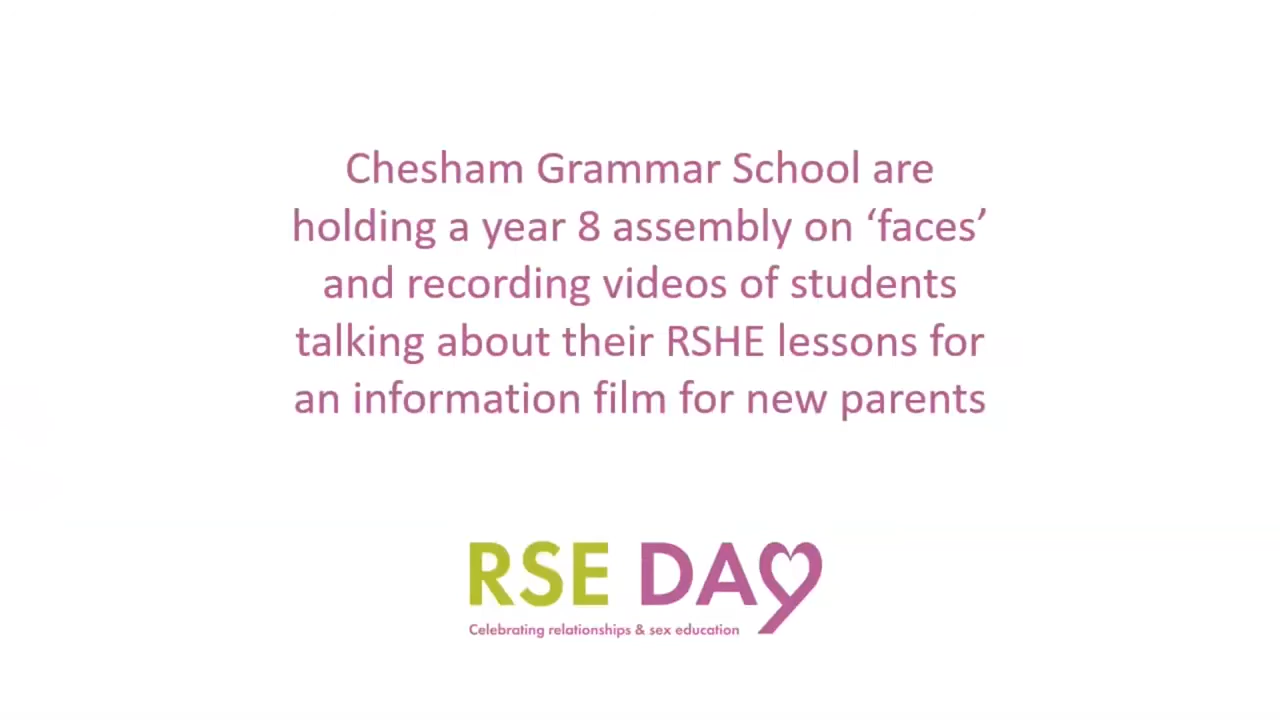 Chesham Grammar School are
holding a year 8 assembly on ‘faces’
and recording videos of students
talking about their RSHE lessons for
an information film for new parents
RSE DAY
Celebrating relationships & sex education